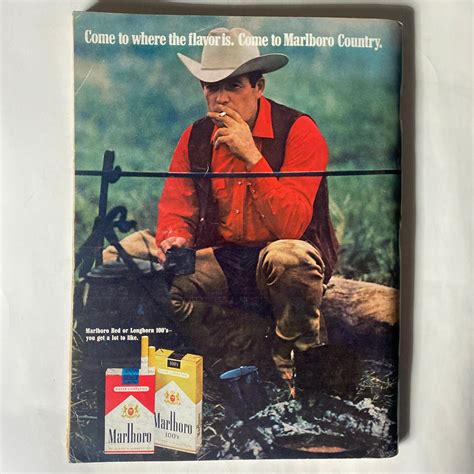 Come to where the flavor is. Come to Marlboro Country.
Marlboro Red or Longhorn 100's—
you get a lot to like.
100's
Marlboro
Marlboro
100's